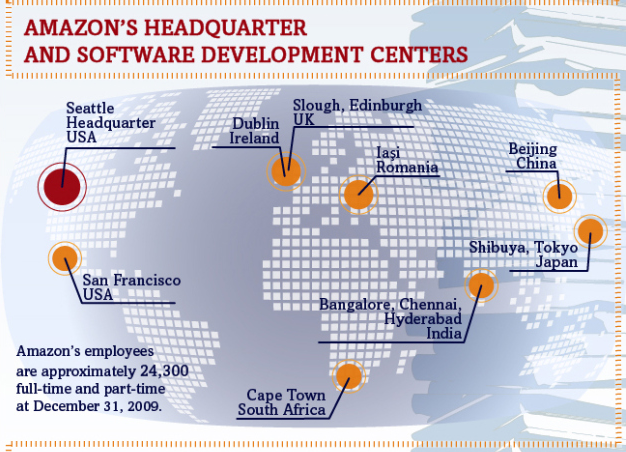 AMAZON'S HEADQUARTER
AND SOFTWARE DEVELOPMENT CENTERS
Seattle
Headquarter
USA
Dublin
Ireland
Slough, Edinburgh
UK
Iaşi
Romania
Beijing
China
Shibuya, Tokyo
Japan
San Francisco
USA
Bangalore, Chennai,
Hyderabad
India
Cape Town
South Africa
Amazon's employees
are approximately 24,300
full-time and part-time
at December 31, 2009.